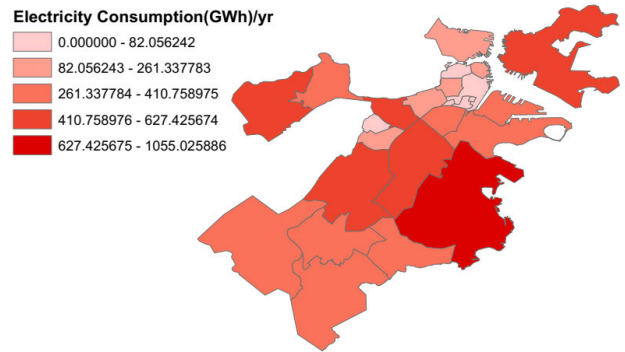 Electricity Consumption(GWh)/yr
0.000000 - 82.056242
82.056243 - 261.337783
261.337784 - 410.758975
410.758976 - 627.425674
627.425675 - 1055.025886